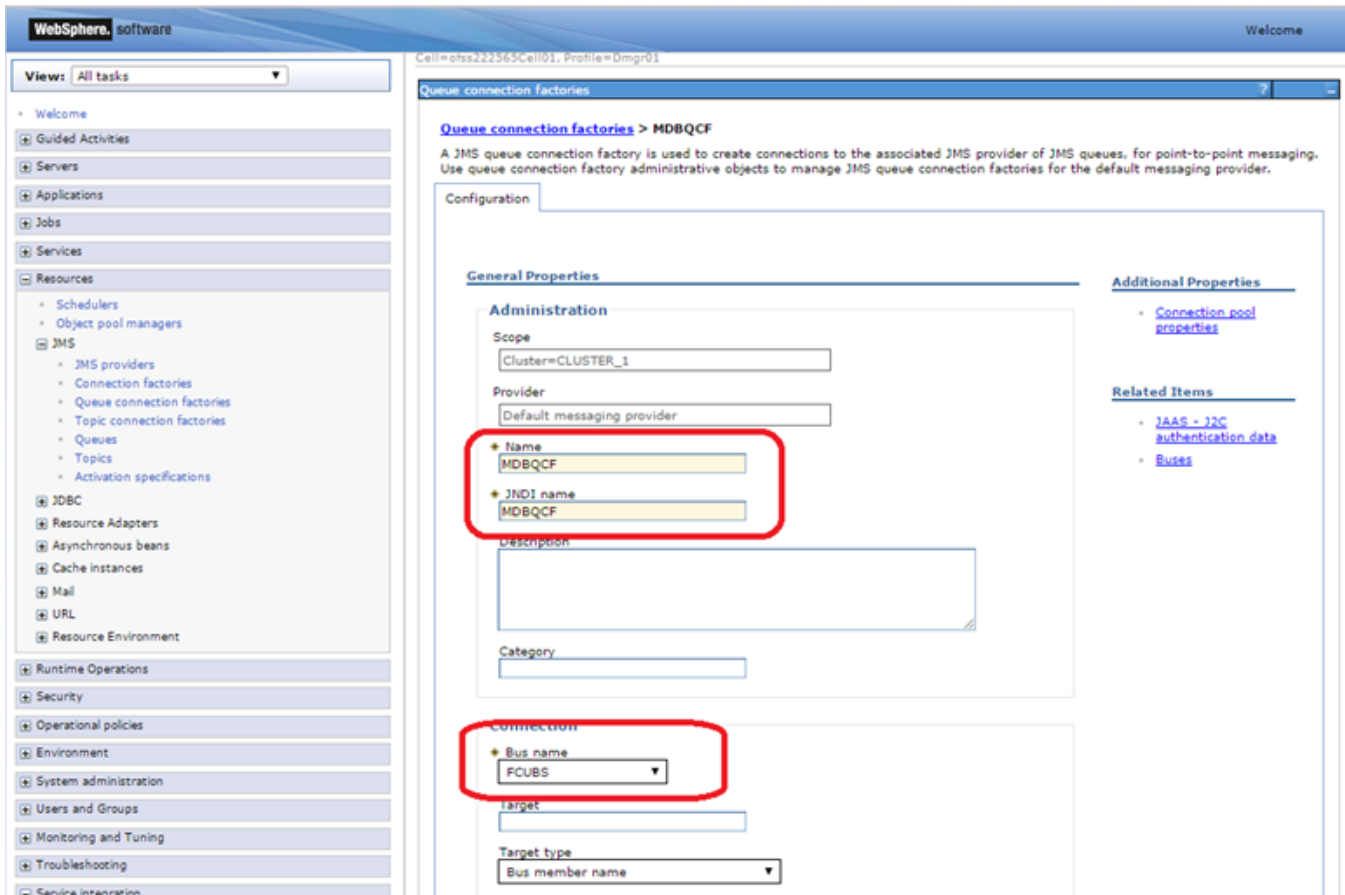 WebSphere. software
Welcome
View: All tasks
Cell=ofss222565Cell01, Profile=Dmgr01
Welcome
Guided Activities
Servers
Applications
Jobs
Services
Resources
Schedulers
Object pool managers
JMS
JMS providers
Connection factories
Queue connection factories
Topic connection factories
Queues
Topics
Activation specifications
JDBC
Resource Adapters
Asynchronous beans
Cache instances
Mail
URL
Resource Environment
Runtime Operations
Security
Operational policies
Environment
System administration
Users and Groups
Monitoring and Tuning
Troubleshooting
Service integration
Queue connection factories
?
Queue connection factories > MDBQCF
A JMS queue connection factory is used to create connections to the associated JMS provider of JMS queues, for point-to-point messaging.
Use queue connection factory administrative objects to manage JMS queue connection factories for the default messaging provider.
Configuration
General Properties
Administration
Scope
Cluster=CLUSTER_1
Provider
Default messaging provider
Name
MDBQCF
JNDI name
MDBQCF
Description
Category
Connection
Bus name
FCUBS
Target
Target type
Bus member name
Additional Properties
Connection pool
properties
Related Items
JAAS - J2C
authentication data
Buses